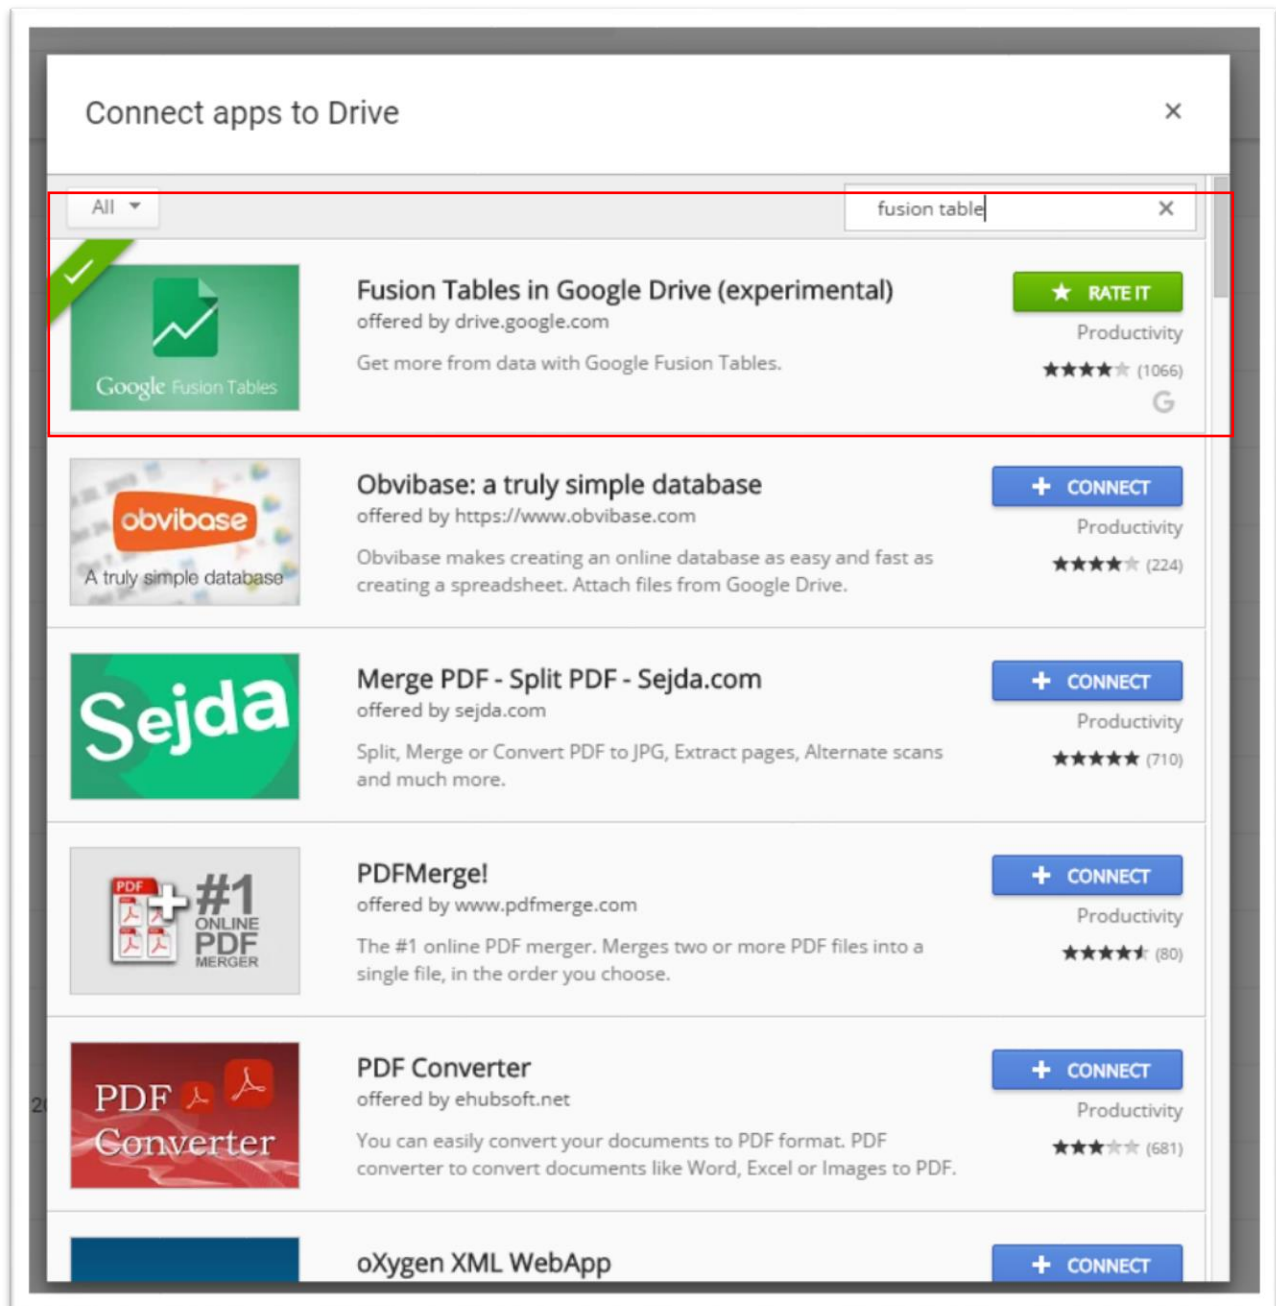 Connect apps to Drive
×
All
fusion table
×
Fusion Tables in Google Drive (experimental)
offered by drive.google.com
Get more from data with Google Fusion Tables.
RATE IT
Productivity
(1066)
G
Google Fusion Tables
Obvibase: a truly simple database
offered by https://www.obvibase.com
Obvibase makes creating an online database as easy and fast as
creating a spreadsheet. Attach files from Google Drive.
CONNECT
Productivity
(224)
obvibase
A truly simple database
Merge PDF - Split PDF - Sejda.com
offered by sejda.com
Split, Merge or Convert PDF to JPG, Extract pages, Alternate scans
and much more.
CONNECT
Productivity
(710)
Sejda
PDFMerge!
offered by www.pdfmerge.com
The #1 online PDF merger. Merges two or more PDF files into a
single file, in the order you choose.
CONNECT
Productivity
(80)
PDF
#1
ONLINE
PDF
MERGER
PDF Converter
offered by ehubsoft.net
You can easily convert your documents to PDF format. PDF
converter to convert documents like Word, Excel or Images to PDF.
CONNECT
Productivity
(681)
PDF
Converter
oXygen XML WebApp
CONNECT